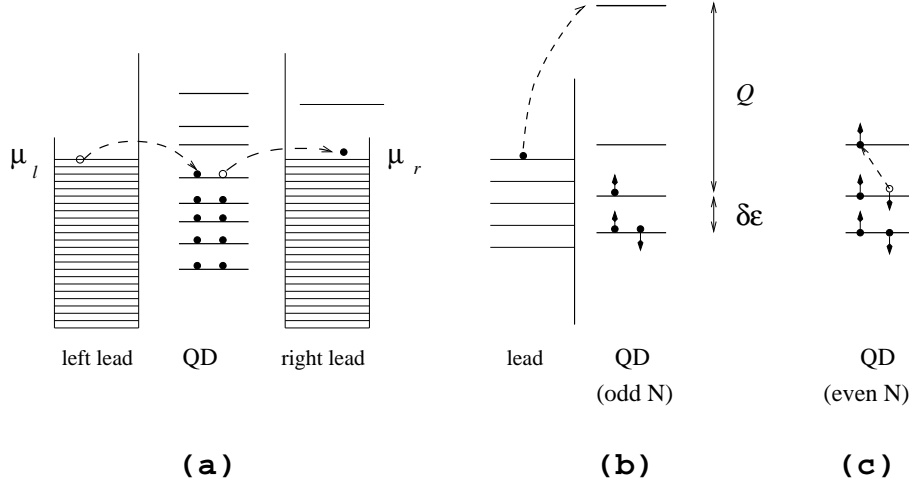 μ l
μ r
Q
δε
left lead
QD
right lead
lead
QD
(odd N)
QD
(even N)
(a)
(b)
(c)